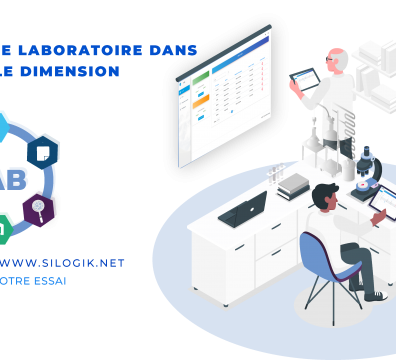 E LABORATOIRE DANS
LE DIMENSION
AB
WWW.SILOGIK.NET
OTRE ESSAI